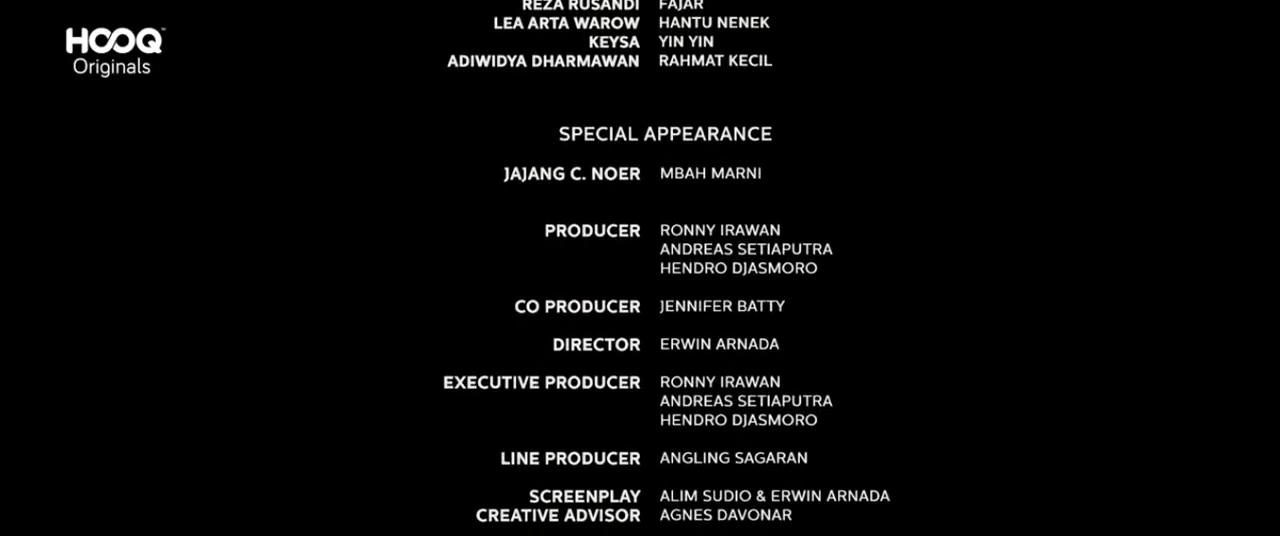 HOOQ™
Originals
REZA RUSANDI FAJAR
LEA ARTA WAROW HANTU NENEK
KEYSA YIN YIN
ADIWIDYA DHARMAWAN RAHMAT KECIL
SPECIAL APPEARANCE
JAJANG C. NOER MBAH MARNI
PRODUCER RONNY IRAWAN
ANDREAS SETIAPUTRA
HENDRO DJASMORO
CO PRODUCER JENNIFER BATTY
DIRECTOR ERWIN ARNADA
EXECUTIVE PRODUCER RONNY IRAWAN
ANDREAS SETIAPUTRA
HENDRO DJASMORO
LINE PRODUCER ANGLING SAGARAN
SCREENPLAY ALIM SUDIO & ERWIN ARNADA
CREATIVE ADVISOR AGNES DAVONAR